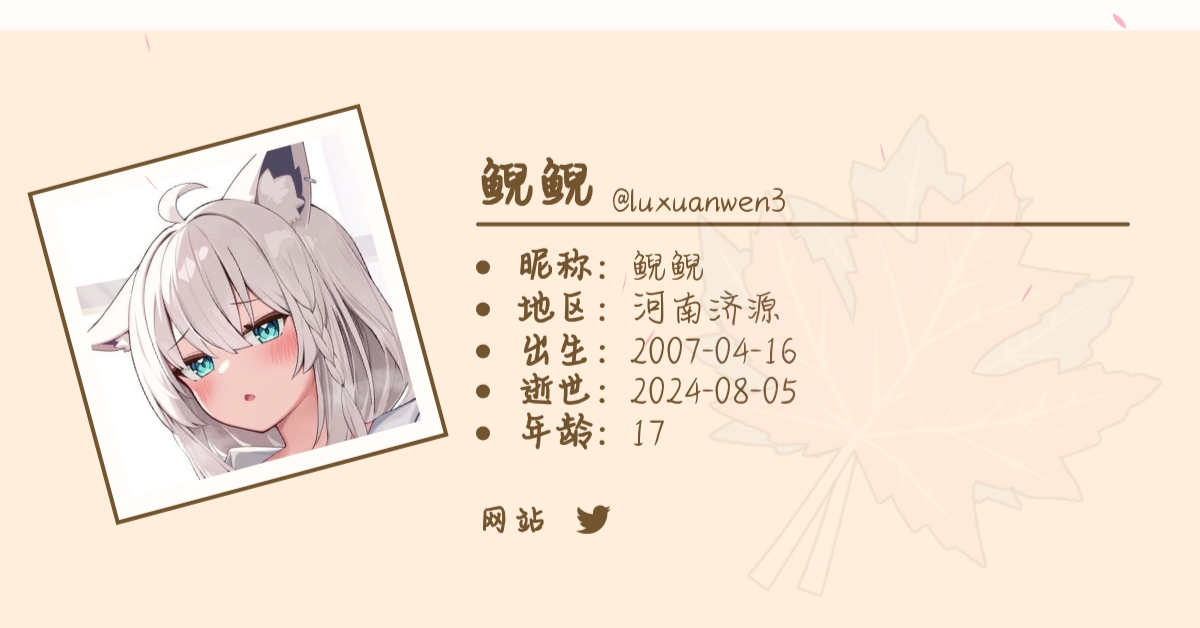 鲵鲵 @luxuanwen3
昵称：鲵鲵
地区：河南济源
出生：2007-04-16
逝世：2024-08-05
年龄：17
网站